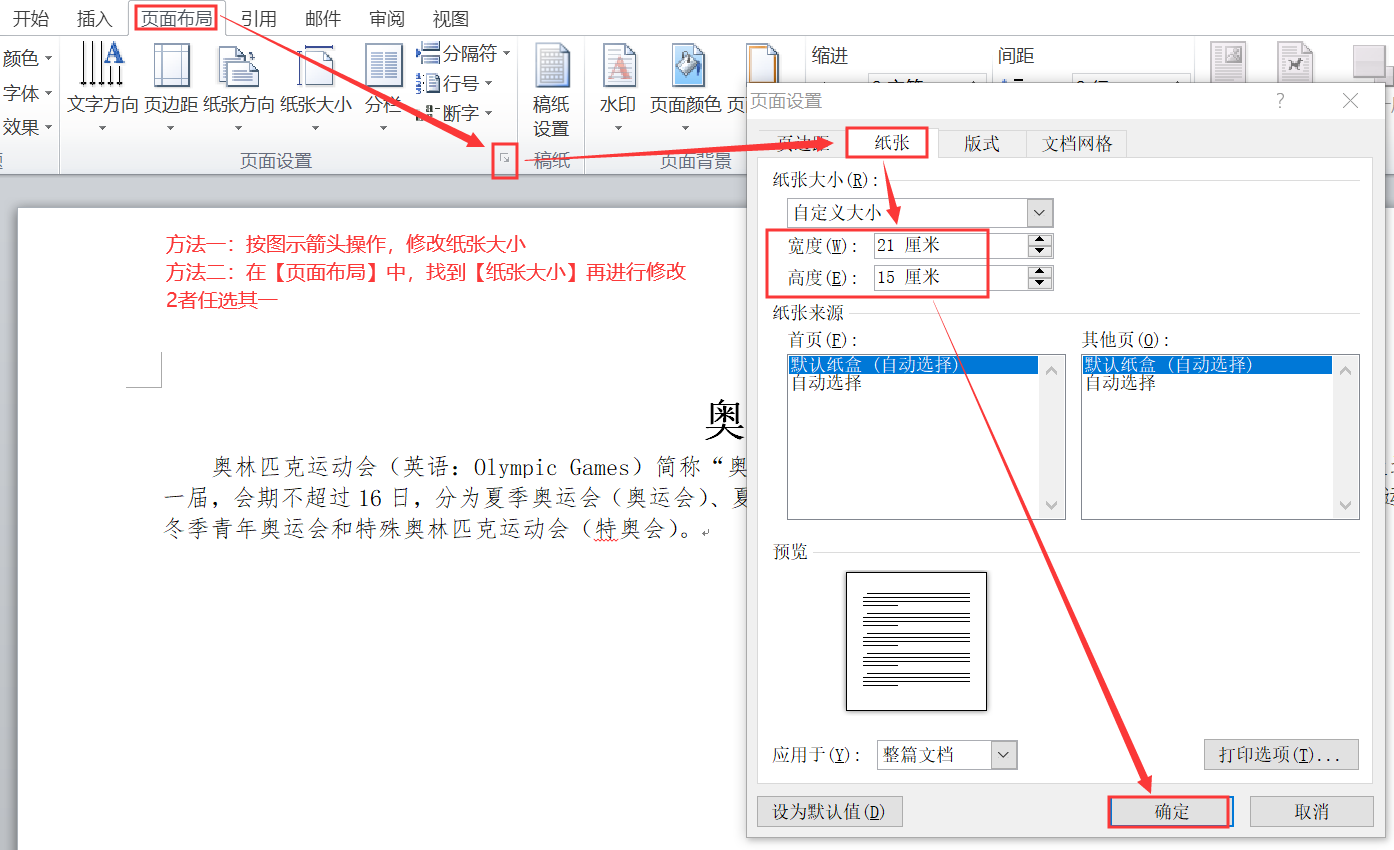 开始 插入 页面布局 引用 邮件 审阅 视图
颜色 字体 效果
文字方向 页边距 纸张方向 纸张大小 分栏
分隔符
行号
断字
稿纸
设置
水印 页面颜色 页
缩进 间距
页面设置 稿纸 页面背景
方法一：按图示箭头操作，修改纸张大小
方法二：在【页面布局】中，找到【纸张大小】再进行修改
2者任选其一
奥
奥林匹克运动会（英语：Olympic Games）简称“奥
一届，会期不超过 16 日，分为夏季奥运会（奥运会）、夏
冬季青年奥运会和特殊奥林匹克运动会（特奥会）。
页面设置
?
页边距 纸张 版式 文档网格
纸张大小(R):
自定义大小
宽度(W): 21 厘米
高度(E): 15 厘米
纸张来源
首页(F): 其他页(O):
默认纸盒 (自动选择) 默认纸盒 (自动选择)
自动选择 自动选择
预览
应用于(Y): 整篇文档 打印选项(T)...
设为默认值(D) 确定 取消